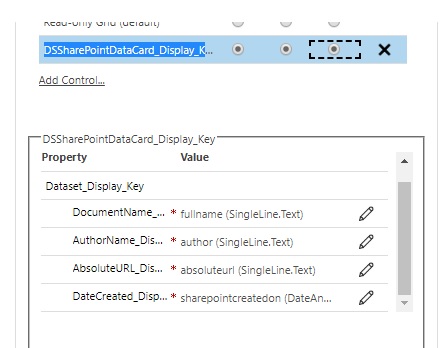 Read-only Grid (default)
DSSharePointDataCard_Display_K...
Add Control...
DSSharePointDataCard_Display_Key
Property Value
Dataset_Display_Key
DocumentName_... * fullname (SingleLine.Text)
AuthorName_Dis... * author (SingleLine.Text)
AbsoluteURL_Dis... * absoluteurl (SingleLine.Text)
DateCreated_Disp... * sharepointcreatedon (DateAn...